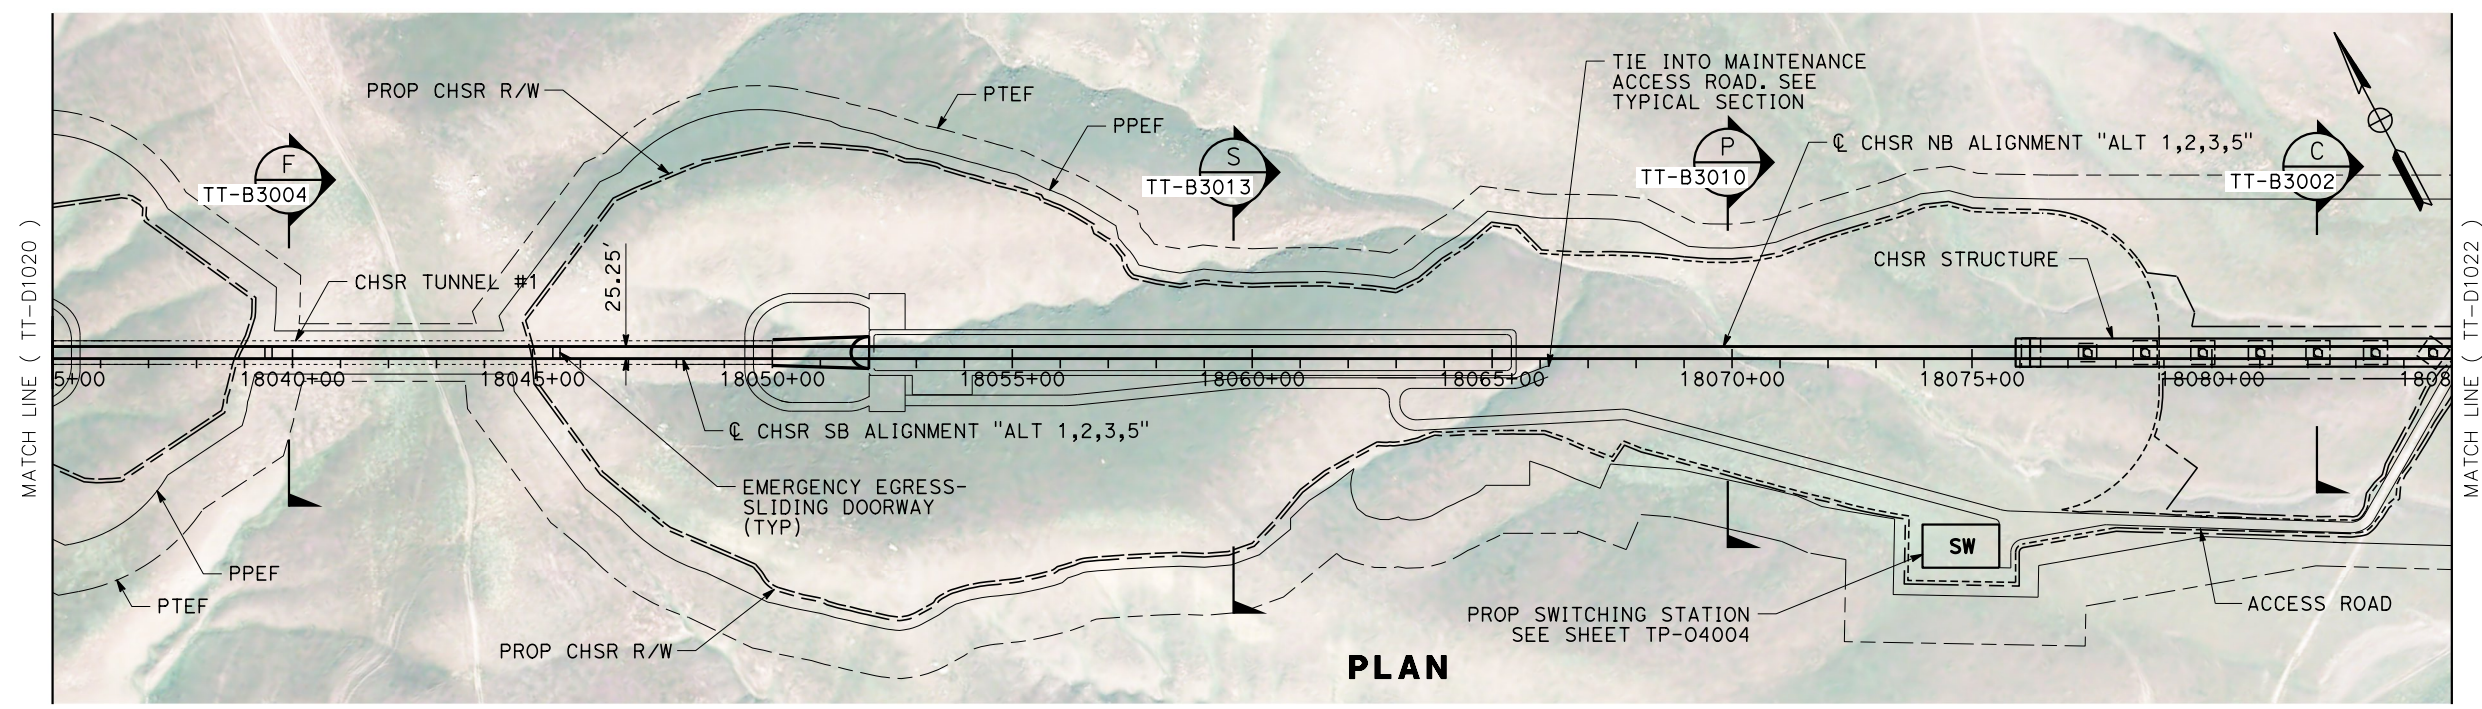 MATCH LINE ( TT-D1020 )
PROP CHSR R/W
PTEF
PPEF
TIE INTO MAINTENANCE
ACCESS ROAD. SEE
TYPICAL SECTION
℄ CHSR NB ALIGNMENT "ALT 1,2,3,5"
F
TT-B3004
S
TT-B3013
P
TT-B3010
C
TT-B3002
CHSR TUNNEL #1
25.25'
CHSR STRUCTURE
5+00
18040+00
18045+00
18050+00
18055+00
18060+00
18065+00
18070+00
18075+00
18080+00
1808
℄ CHSR SB ALIGNMENT "ALT 1,2,3,5"
EMERGENCY EGRESS-
SLIDING DOORWAY
(TYP)
PPEF
PTEF
PROP CHSR R/W
SW
PROP SWITCHING STATION
SEE SHEET TP-04004
ACCESS ROAD
PLAN
MATCH LINE ( TT-D1022 )